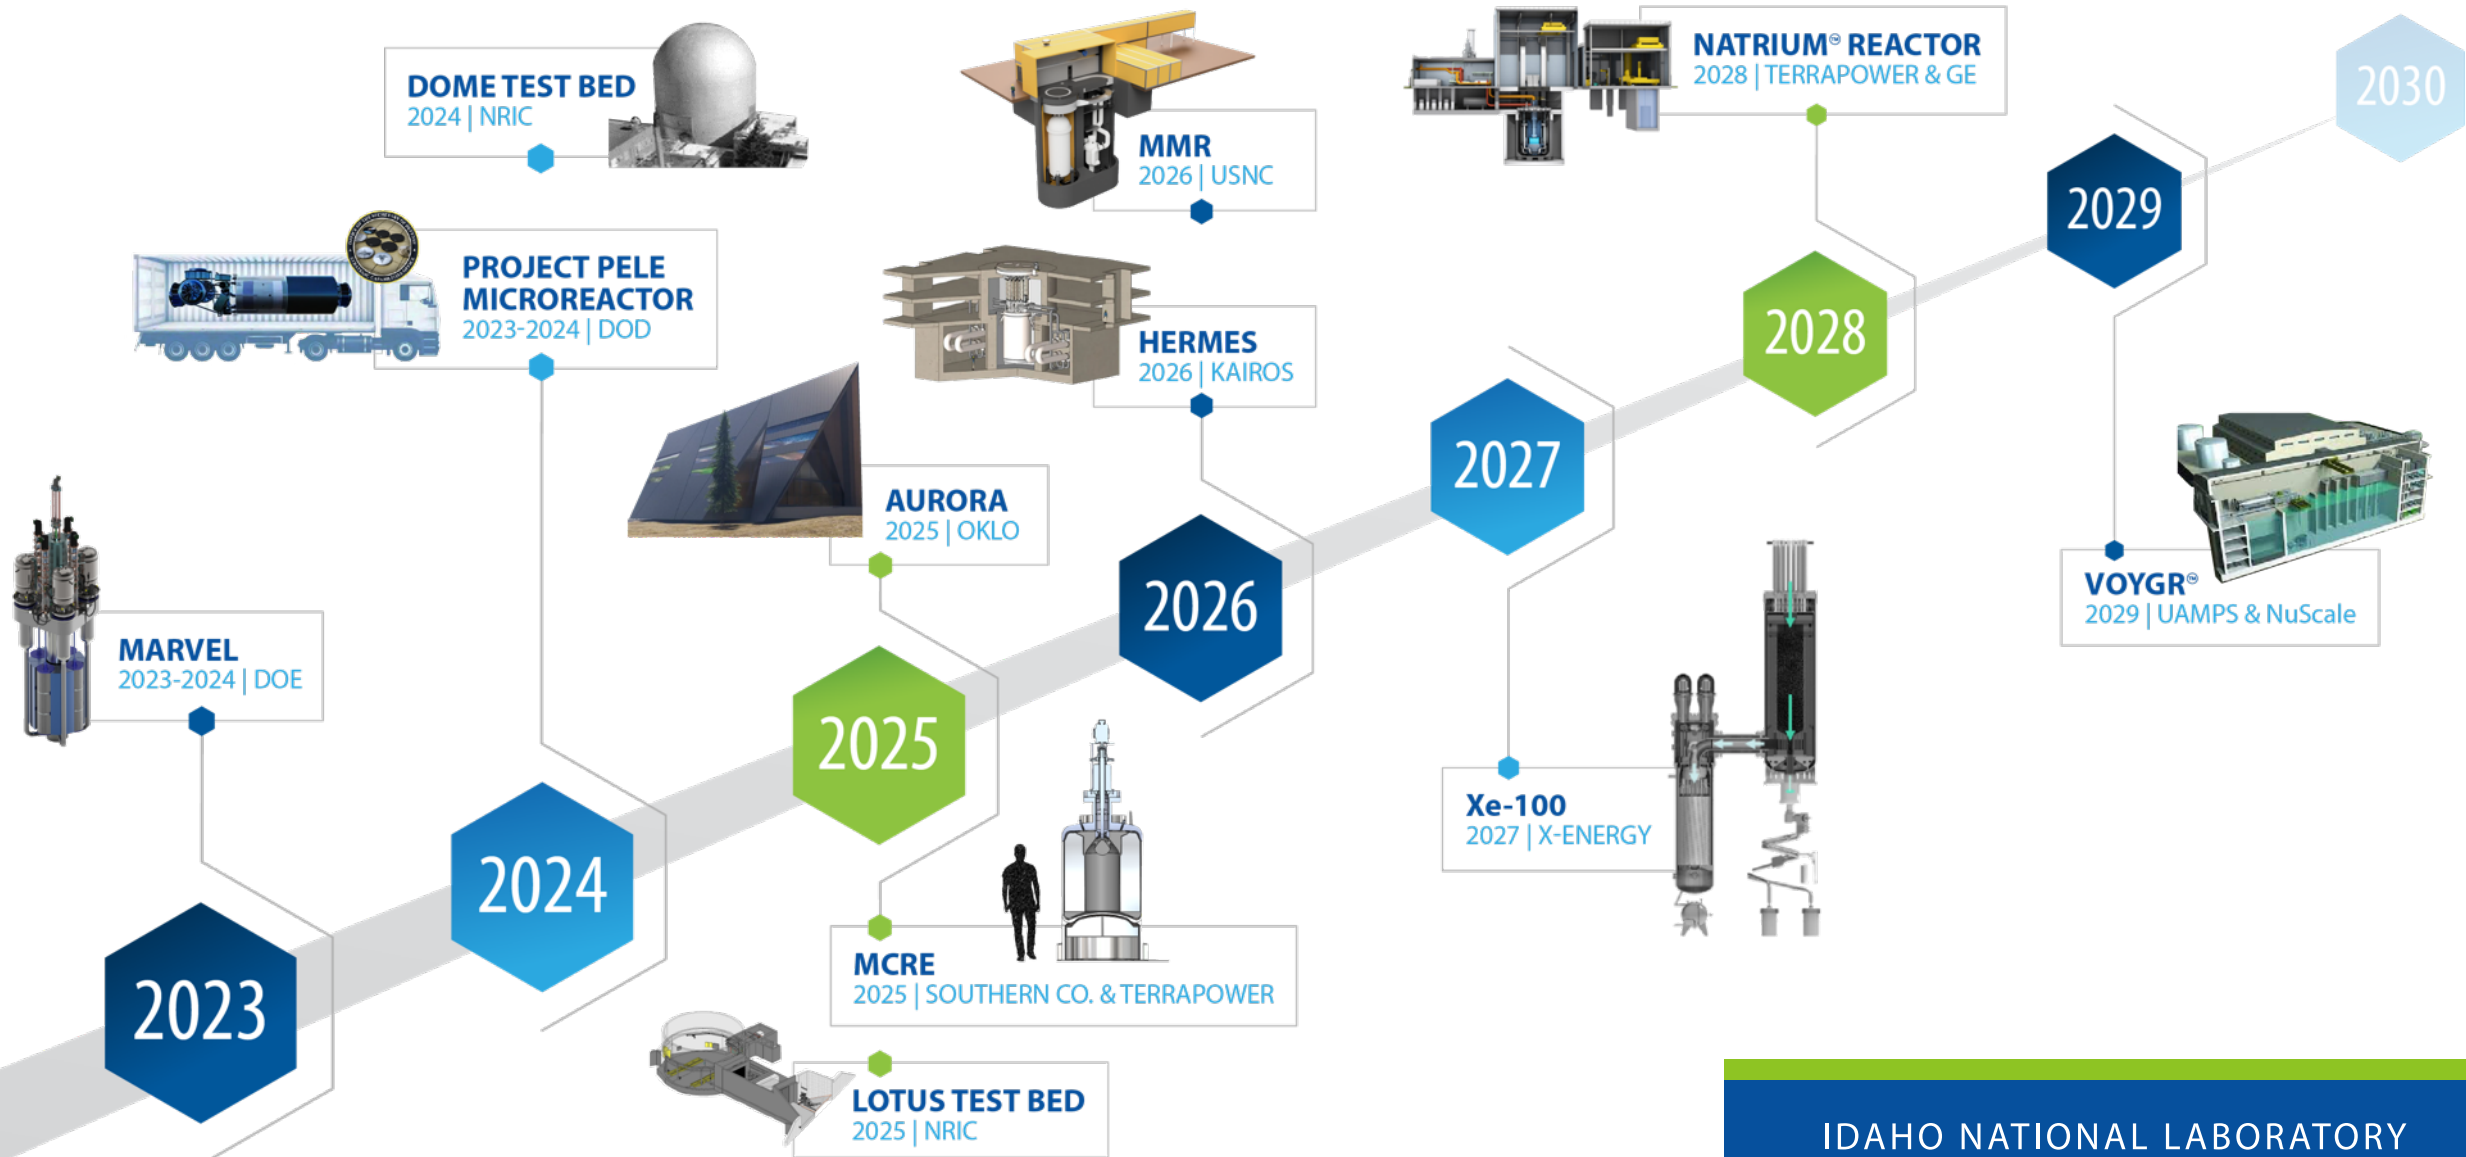 DOME TEST BED
2024 | NRIC
MMR
2026 | USNC
NATRIUM® REACTOR
2028 | TERRAPOWER & GE
2030
PROJECT PELE
MICROREACTOR
2023-2024 | DOD
HERMES
2026 | KAIROS
2029
2028
AURORA
2025 | OKLO
2027
MARVEL
2023-2024 | DOE
2026
VOYGR™
2029 | UAMPS & NuScale
2025
Xe-100
2027 | X-ENERGY
2024
MCRE
2025 | SOUTHERN CO. & TERRAPOWER
2023
LOTUS TEST BED
2025 | NRIC
IDAHO NATIONAL LABORATORY